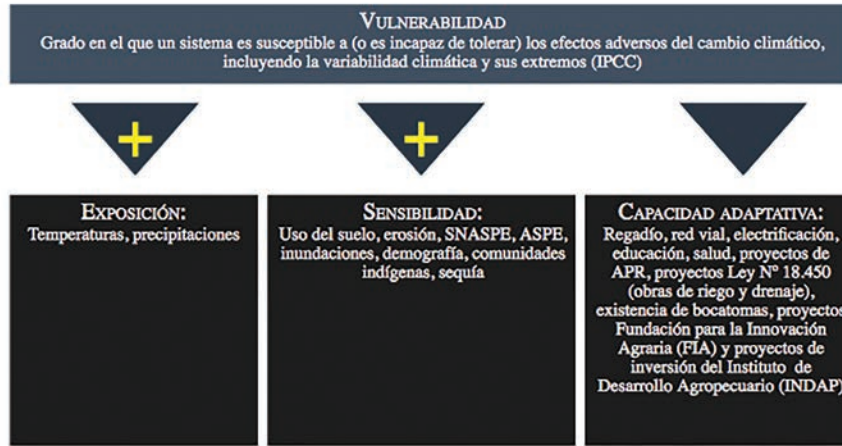 VULNERABILIDAD
Grado en el que un sistema es susceptible a (o es incapaz de tolerar) los efectos adversos del cambio climático,
incluyendo la variabilidad climática y sus extremos (IPCC)
+
+
EXPOSICIÓN:
Temperaturas, precipitaciones
SENSIBILIDAD:
Uso del suelo, erosión, SNASPE, ASPE,
inundaciones, demografía, comunidades
indígenas, sequía
CAPACIDAD ADAPTATIVA:
Regadío, red vial, electrificación,
educación, salud, proyectos de
APR, proyectos Ley Nº 18.450
(obras de riego y drenaje),
existencia de bocatomas, proyectos
Fundación para la Innovación
Agraria (FIA) y proyectos de
inversión del Instituto de
Desarrollo Agropecuario (INDAP)